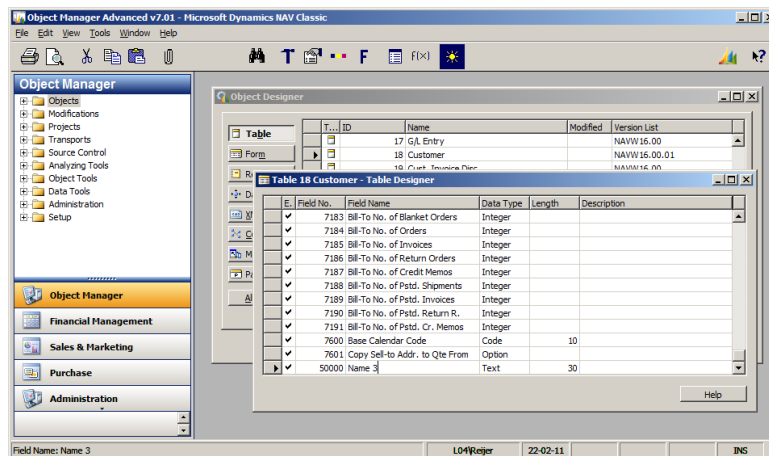 Object Manager Advanced v7.01 - Microsoft Dynamics NAV Classic
File Edit View Tools Window Help
T F F(X)
Object Manager
Objects
Modifications
Projects
Transports
Source Control
Analyzing Tools
Object Tools
Data Tools
Administration
Setup
Object Manager
Financial Management
Sales & Marketing
Purchase
Administration
Object Designer
Table
Form
T... ID Name Modified Version List
17 G/L Entry NAVW16.00
18 Customer NAVW16.00.01
19 Cust. Invoice Disc. NAVW16.00
Table 18 Customer - Table Designer
E. Field No. Field Name Data Type Length Description
7183 Bill-To No. of Blanket Orders Integer
7184 Bill-To No. of Orders Integer
7185 Bill-To No. of Invoices Integer
7186 Bill-To No. of Return Orders Integer
7187 Bill-To No. of Credit Memos Integer
7188 Bill-To No. of Pstd. Shipments Integer
7189 Bill-To No. of Pstd. Invoices Integer
7190 Bill-To No. of Pstd. Return R. Integer
7191 Bill-To No. of Pstd. Cr. Memos Integer
7600 Base Calendar Code Code 10
7601 Copy Sell-to Addr. to Qte From Option
50000 Name 3 Text 30
Help
Field Name: Name 3 L04\Reijer 22-02-11 INS